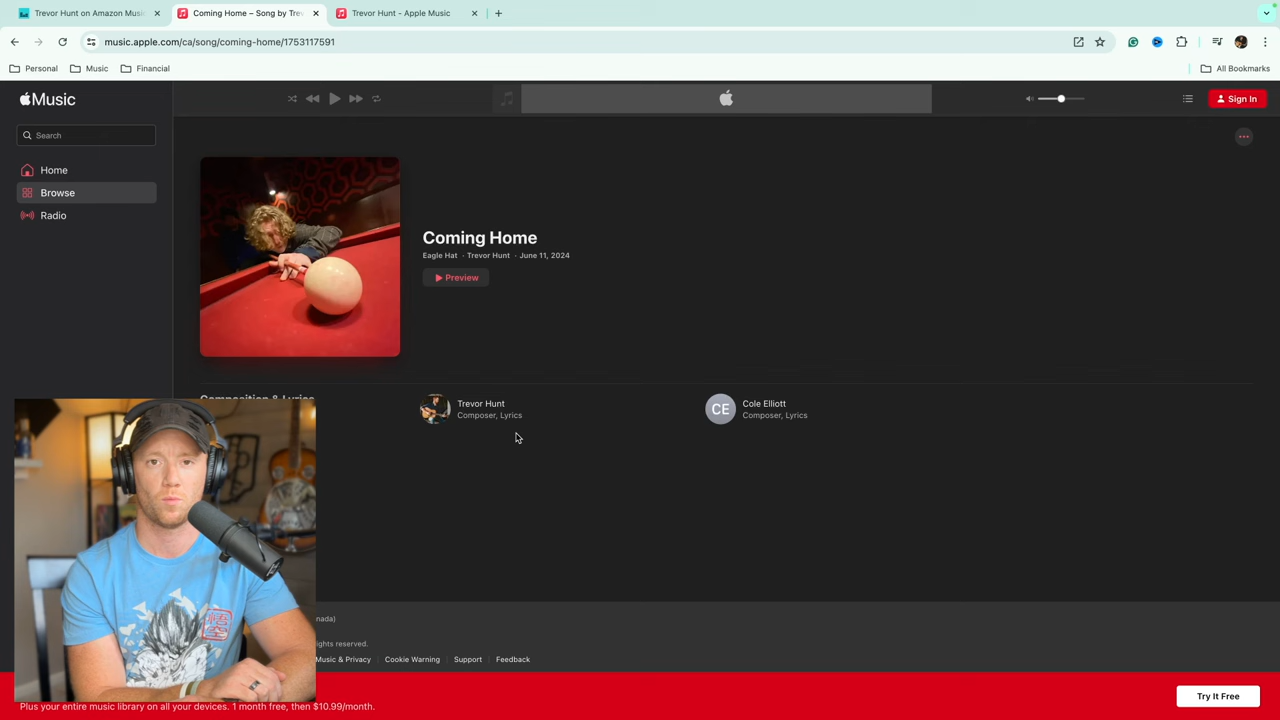 Trevor Hunt on Amazon Music
Coming Home – Song by Trev
Trevor Hunt - Apple Music
music.apple.com/ca/song/coming-home/1753117591
Personal
Music
Financial
All Bookmarks
Music
Sign In
Search
Home
Browse
Radio
Coming Home
Eagle Hat · Trevor Hunt · June 11, 2024
Preview
Composition & Lyrics
Trevor Hunt
Composer, Lyrics
CE
Cole Elliott
Composer, Lyrics
nada)
ights reserved.
Music & Privacy
Cookie Warning
Support
Feedback
Plus your entire music library on all your devices. 1 month free, then $10.99/month.
Try It Free